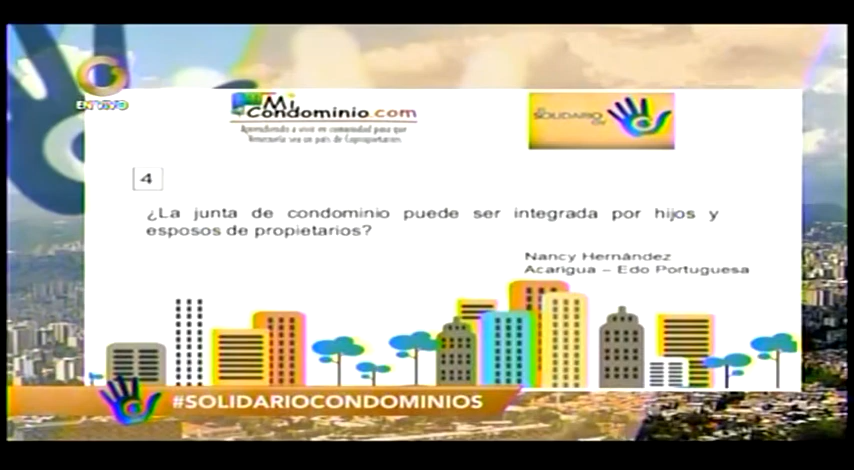 EN VIVO
Mi
Condominio.com
Aprendiendo a vivir en comunidad para que
Venezuela sea un país de Copropietarios
SOLIDARIO
4
¿La junta de condominio puede ser integrada por hijos y
esposos de propietarios?
Nancy Hernández
Acarigua – Edo Portuguesa
#SOLIDARIOCONDOMINIOS